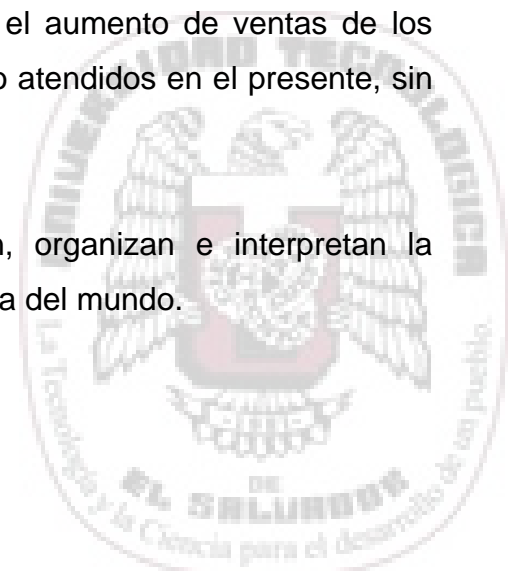 el aumento de ventas de los
atendidos en el presente, sin
organizan e interpretan la
del mundo.
UNIVERSIDAD TECNOLOGICA
DE
EL SALVADOR
La Tecnología y la Ciencia para el desarrollo de un pueblo.